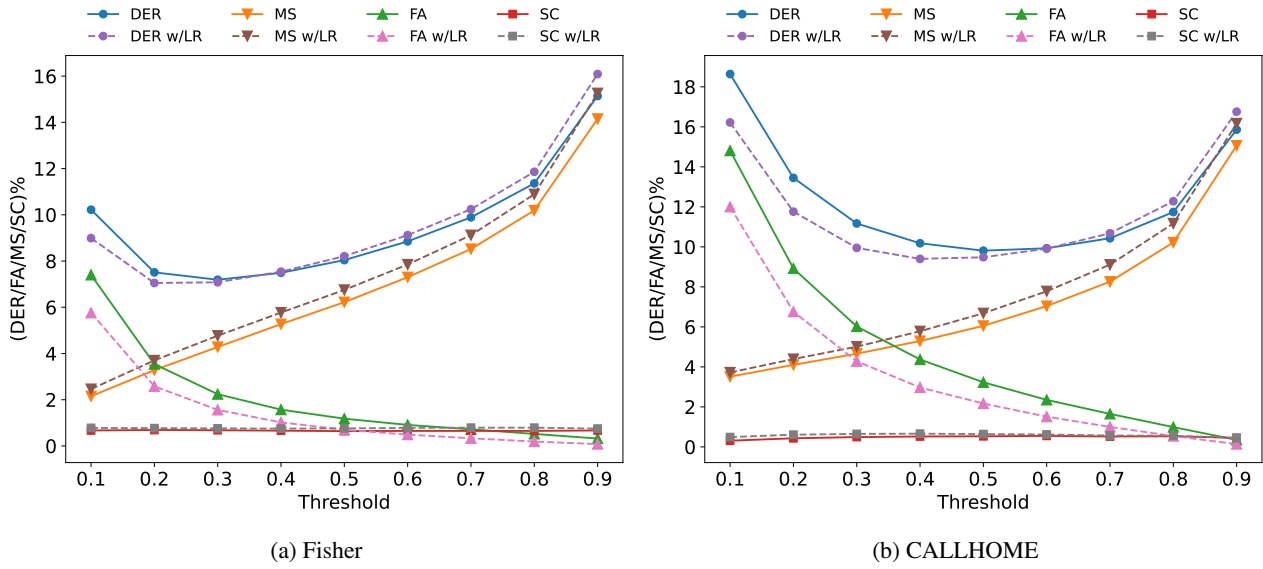 DER MS FA SC
DER w/LR MS w/LR FA w/LR SC w/LR
(DER/FA/MS/SC)%
16
14
12
10
8
6
4
2
0
0.1 0.2 0.3 0.4 0.5 0.6 0.7 0.8 0.9
Threshold
(a) Fisher
DER MS FA SC
DER w/LR MS w/LR FA w/LR SC w/LR
(DER/FA/MS/SC)%
18
16
14
12
10
8
6
4
2
0
0.1 0.2 0.3 0.4 0.5 0.6 0.7 0.8 0.9
Threshold
(b) CALLHOME